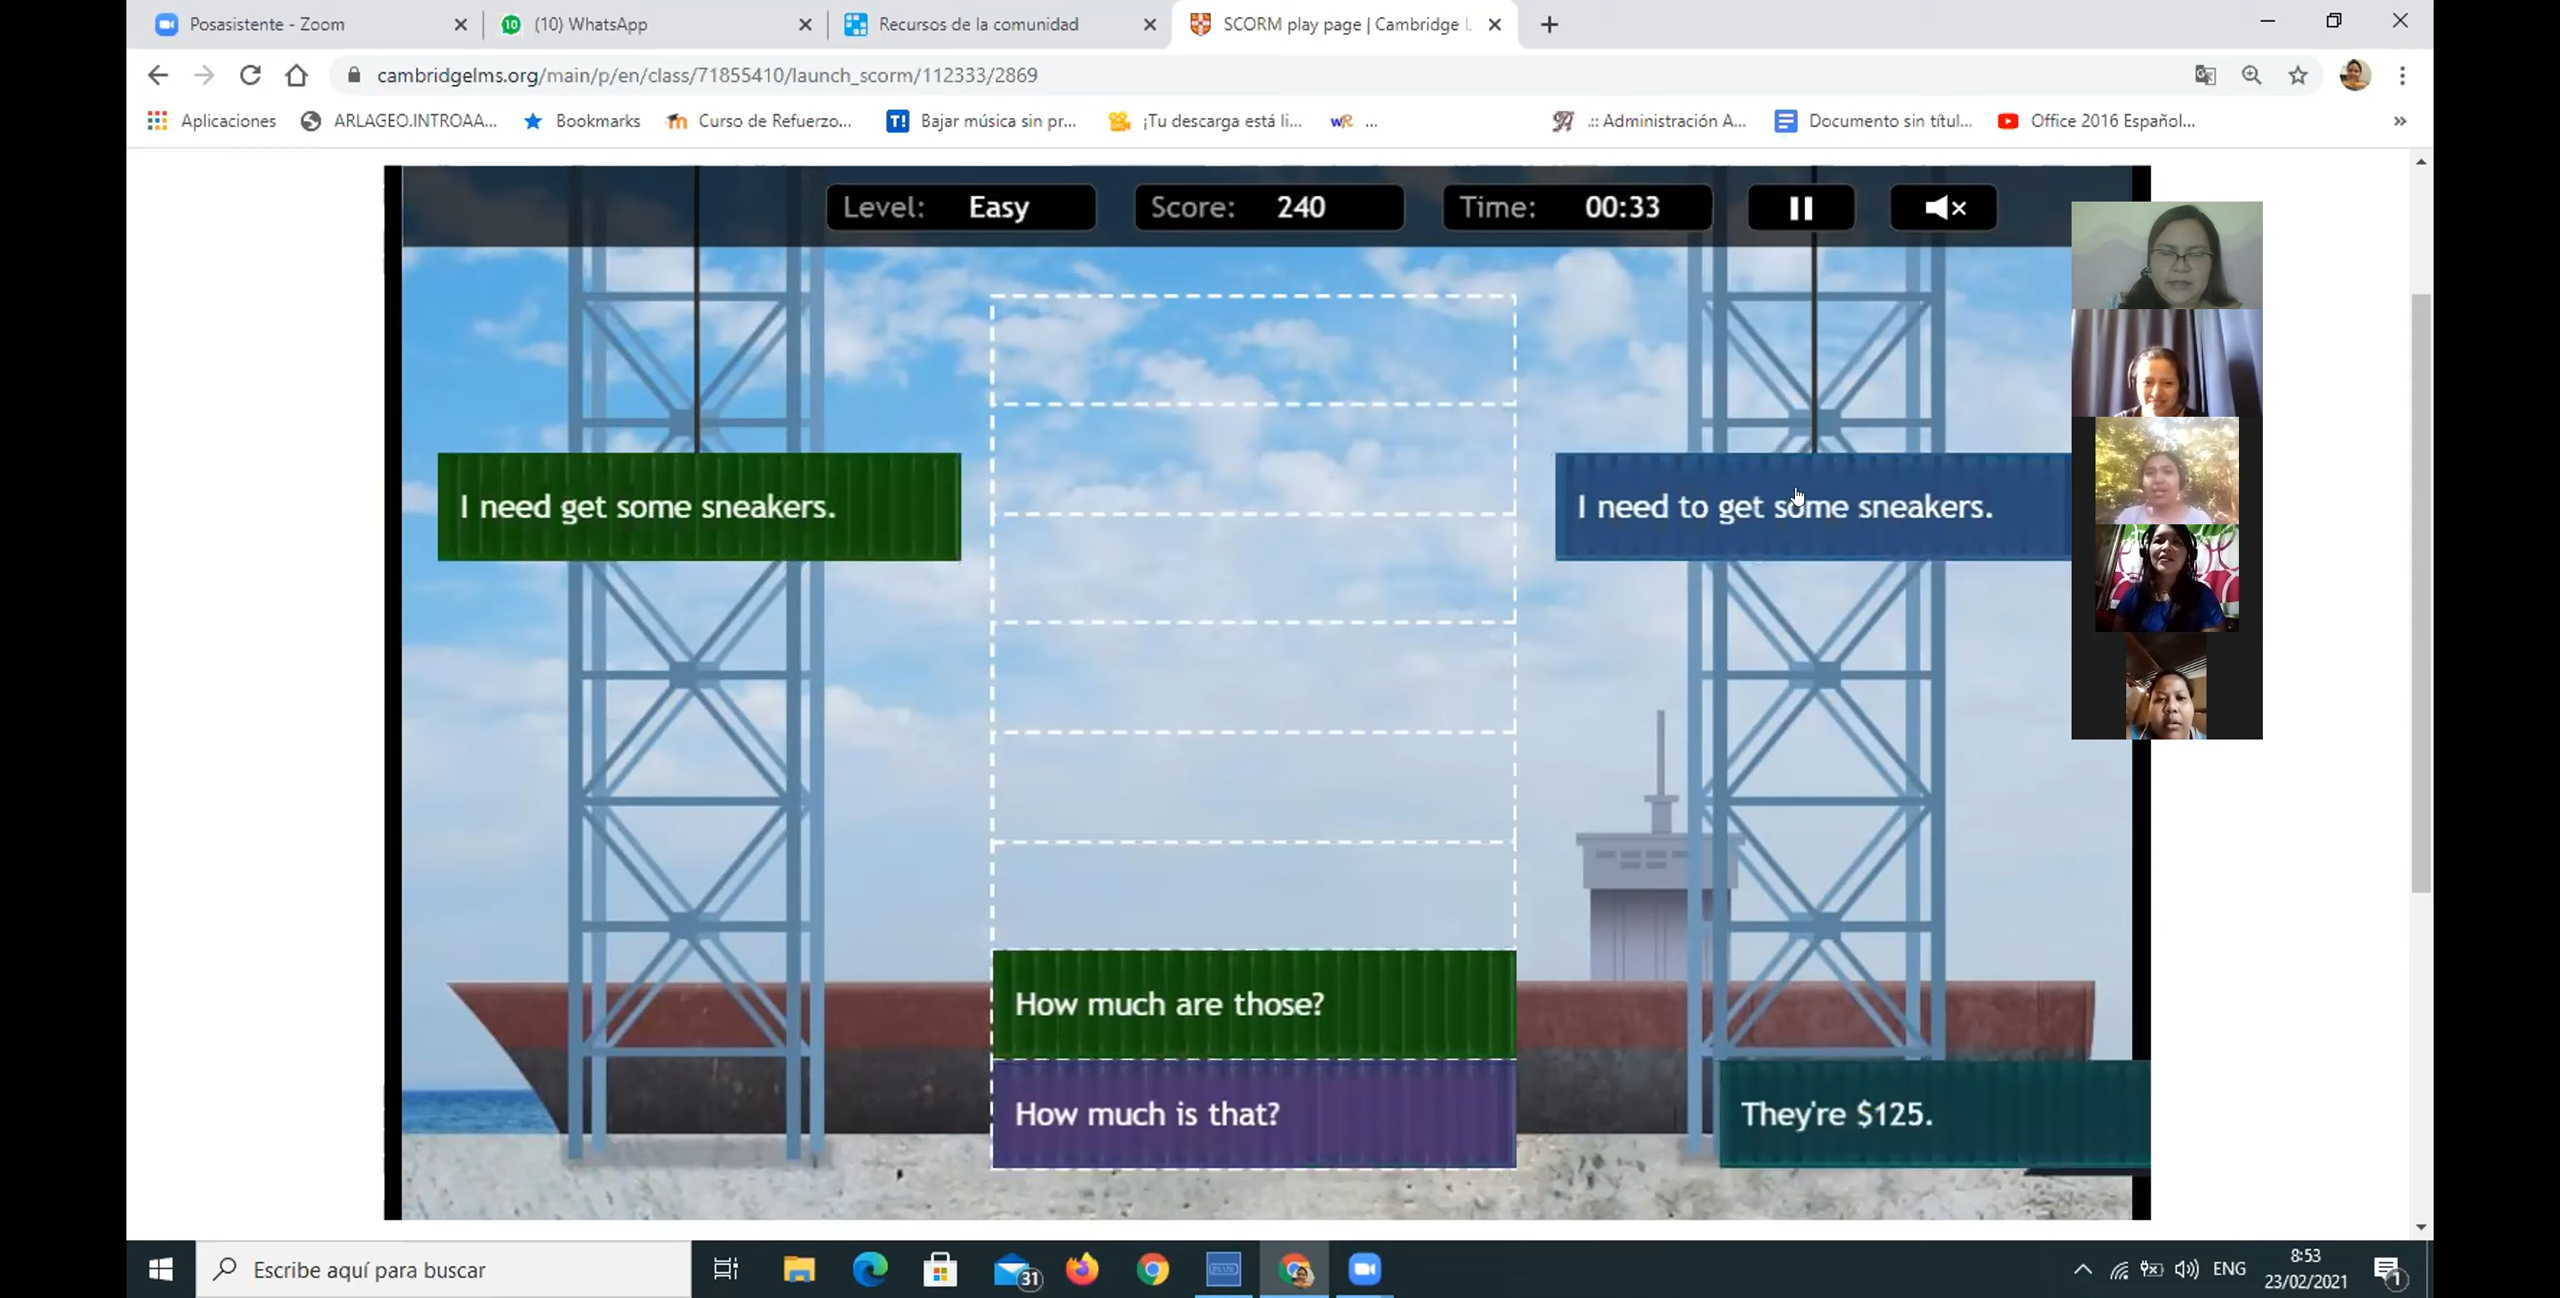 Posasistente - Zoom
(10) WhatsApp
Recursos de la comunidad
SCORM play page | Cambridge L
cambridgelms.org/main/p/en/class/71855410/launch_scorm/112333/2869
Aplicaciones
ARLAGEO.INTROAA...
Bookmarks
Curso de Refuerzo...
Bajar música sin pr...
¡Tu descarga está li...
wR ...
.:: Administración A...
Documento sin títul...
Office 2016 Español...
Level: Easy
Score: 240
Time: 00:33
I need get some sneakers.
I need to get some sneakers.
How much are those?
How much is that?
They're $125.
Escribe aquí para buscar
31
ENG
8:53
23/02/2021
1